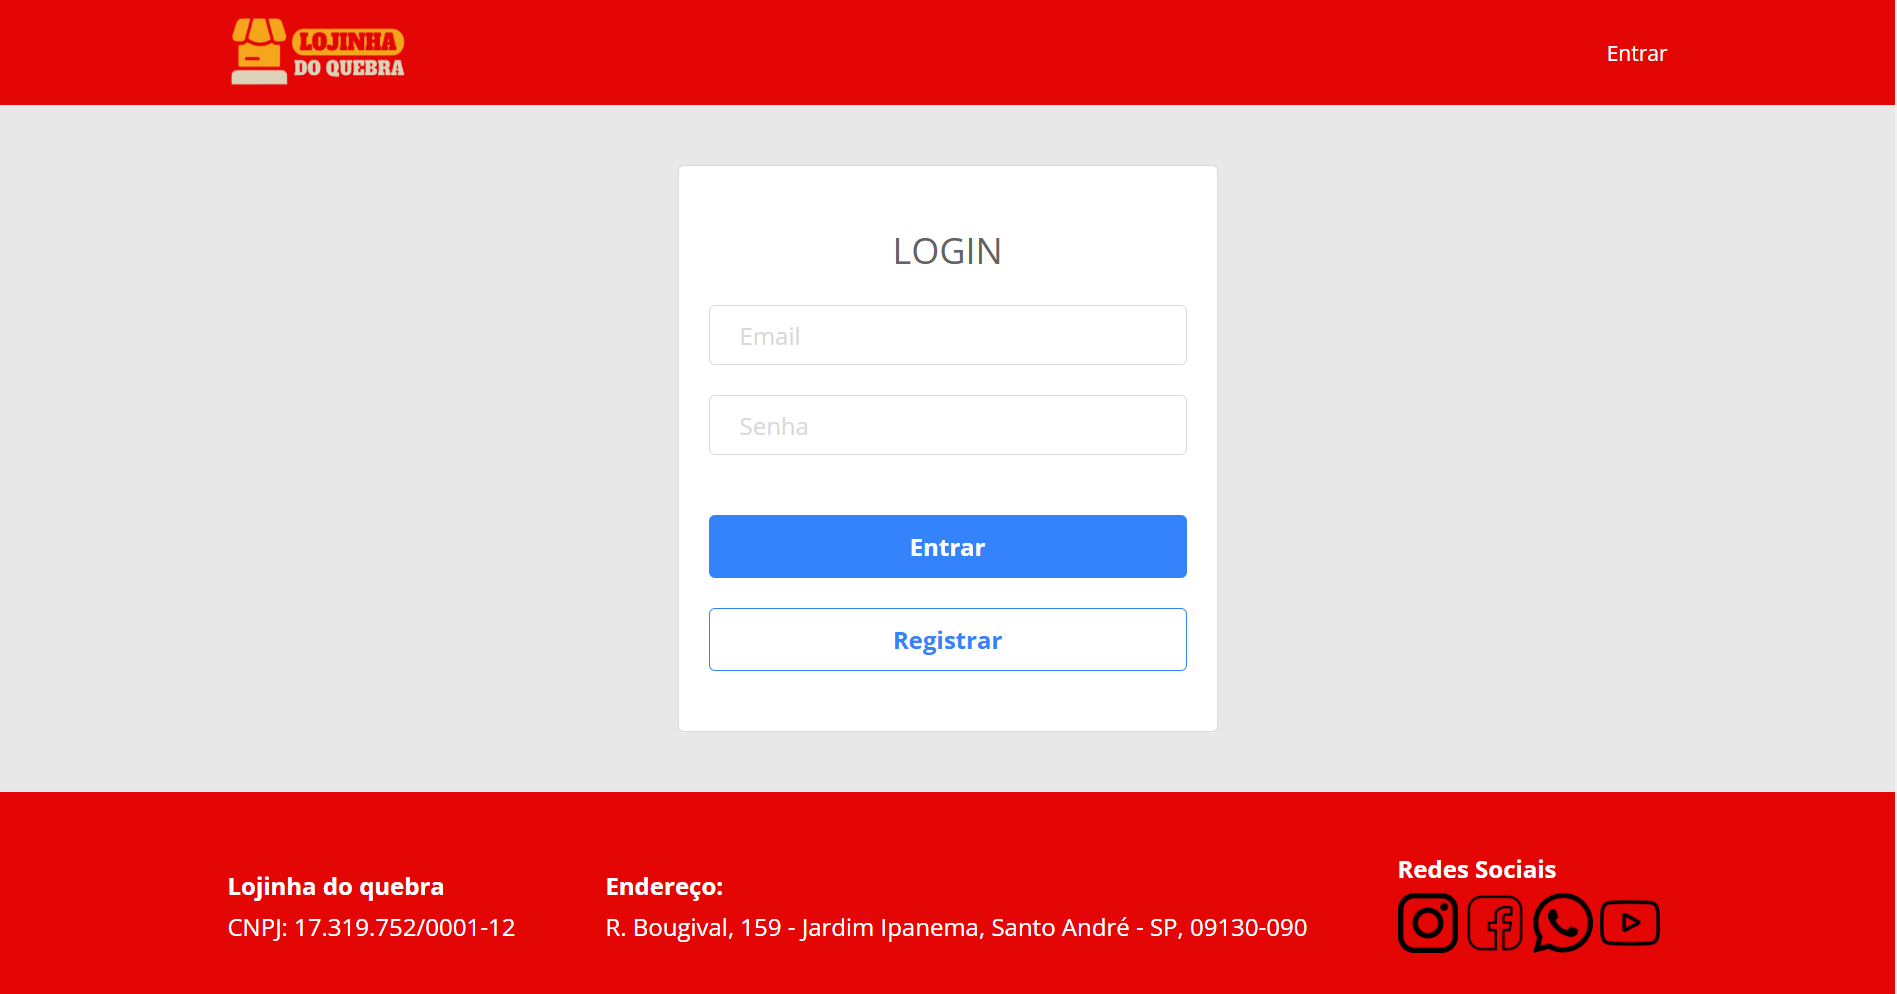 LOJINHA
DO QUEBRA
Entrar
LOGIN
Email
Senha
Entrar
Registrar
Lojinha do quebra
CNPJ: 17.319.752/0001-12
Endereço:
R. Bougival, 159 - Jardim Ipanema, Santo André - SP, 09130-090
Redes Sociais